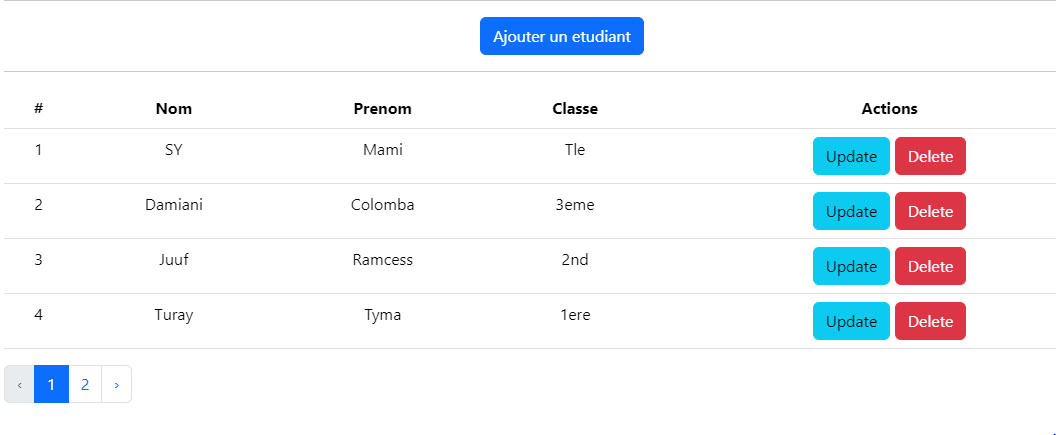 Ajouter un etudiant
# Nom Prenom Classe Actions
1 SY Mami Tle Update Delete
2 Damiani Colomba 3eme Update Delete
3 Juuf Ramcess 2nd Update Delete
4 Turay Tyma 1ere Update Delete
‹ 1 2 ›